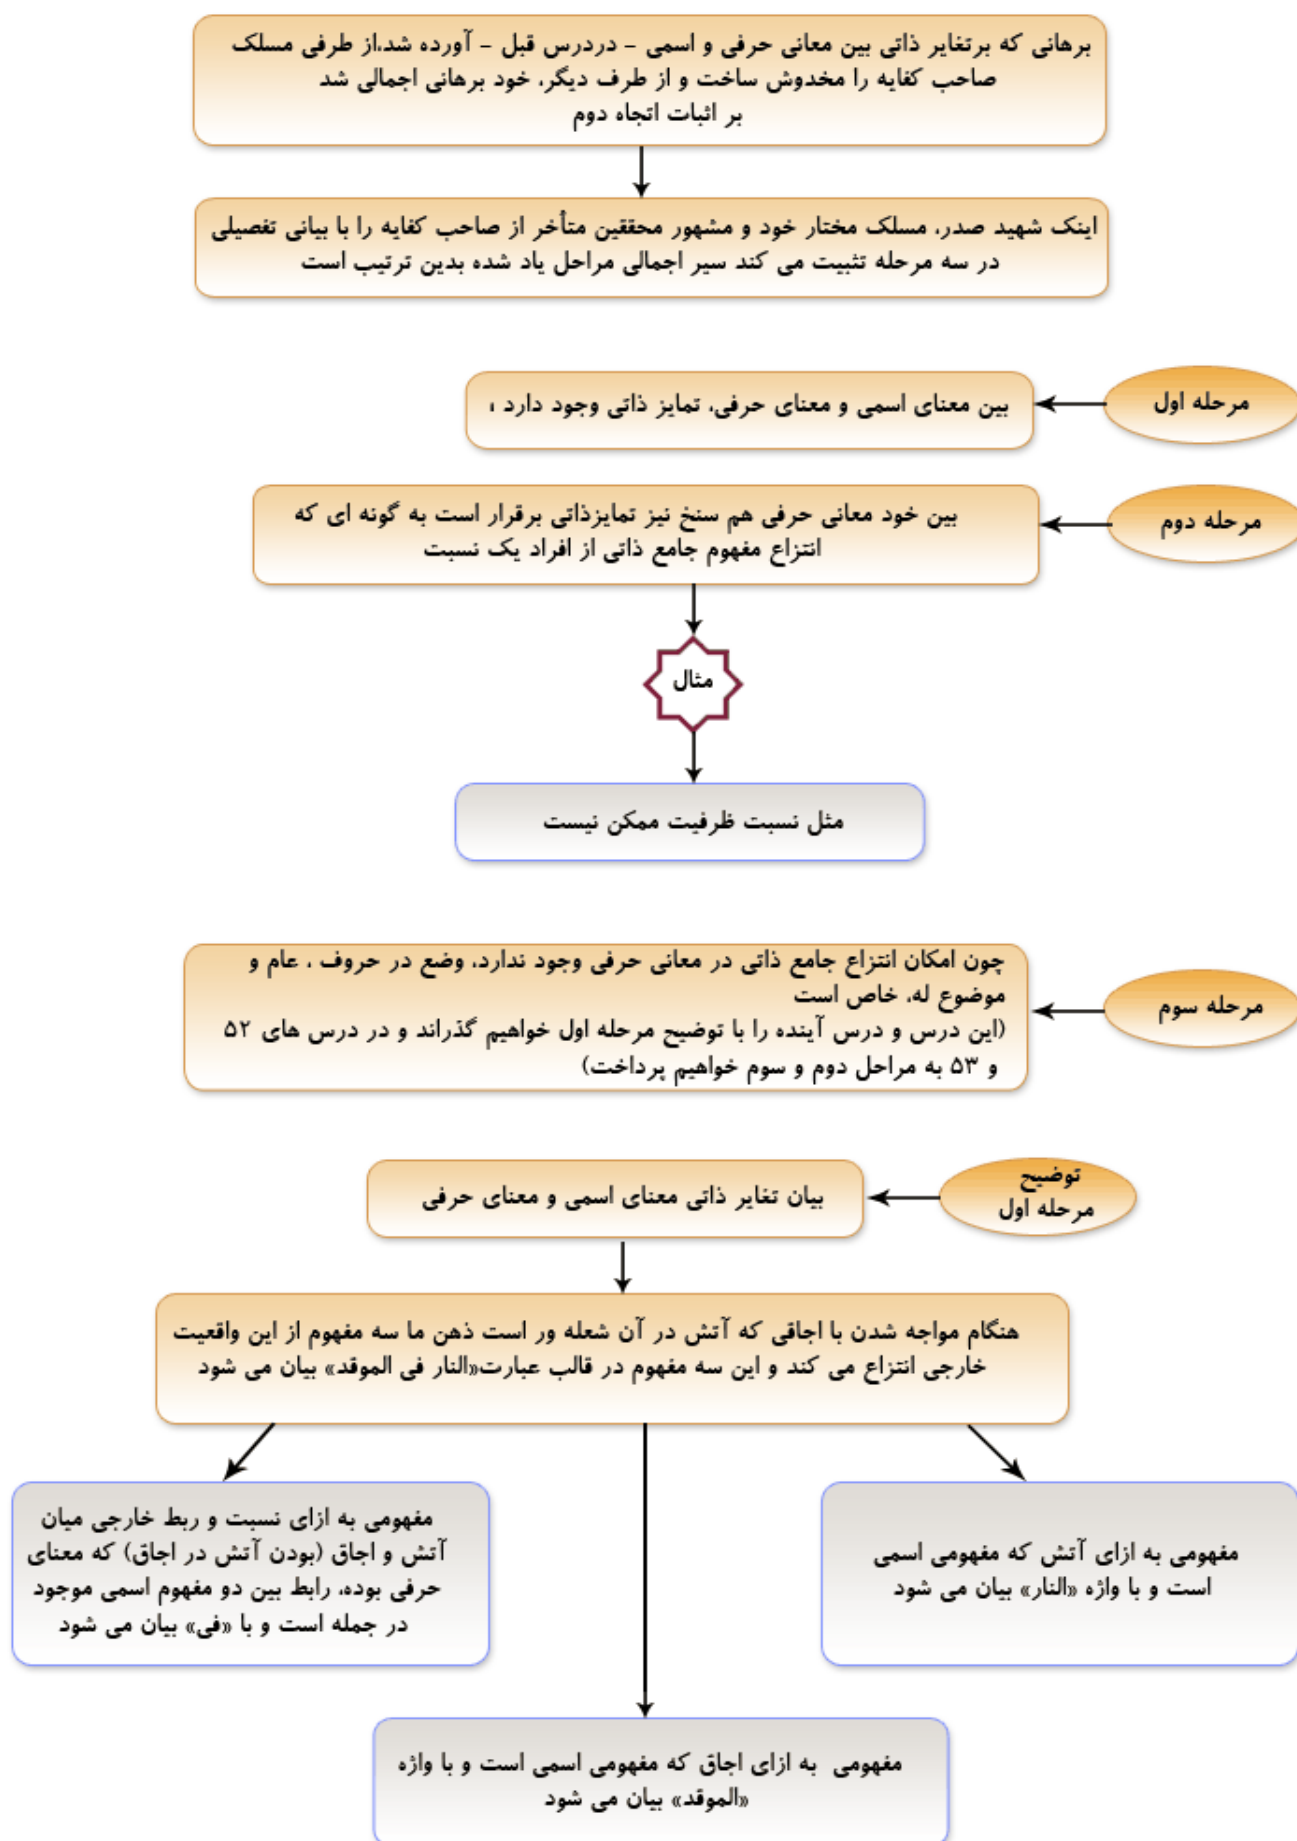 برهانی که برتغایر ذاتی بین معانی حرفی و اسمی - دردرس قبل - آورده شد،از طرفی مسلک
صاحب کفایه را مخدوش ساخت و از طرف دیگر، خود برهانی اجمالی شد
بر اثبات اتجاه دوم
اینک شهید صدر، مسلک مختار خود و مشهور محققین متأخر از صاحب کفایه را با بیانی تفصیلی
در سه مرحله تثبیت می کند سیر اجمالی مراحل یاد شده بدین ترتیب است
مرحله اول
بین معنای اسمی و معنای حرفی، تمایز ذاتی وجود دارد ؛
مرحله دوم
بین خود معانی حرفی هم سنخ نیز تمایزذاتی برقرار است به گونه ای که
انتزاع مفهوم جامع ذاتی از افراد یک نسبت
مثال
مثل نسبت ظرفیت ممکن نیست
مرحله سوم
چون امکان انتزاع جامع ذاتی در معانی حرفی وجود ندارد، وضع در حروف ، عام و
موضوع له، خاص است
(این درس و درس آینده را با توضیح مرحله اول خواهیم گذراند و در درس های ۵۲
و ۵۳ به مراحل دوم و سوم خواهیم پرداخت)
توضیح
مرحله اول
بیان تغایر ذاتی معنای اسمی و معنای حرفی
هنگام مواجه شدن با اجاقی که آتش در آن شعله ور است ذهن ما سه مفهوم از این واقعیت
خارجی انتزاع می کند و این سه مفهوم در قالب عبارت«النار فی الموقد» بیان می شود
مفهومی به ازای آتش که مفهومی اسمی
است و با واژه «النار» بیان می شود
مفهومی به ازای نسبت و ربط خارجی میان
آتش و اجاق (بودن آتش در اجاق) که معنای
حرفی بوده، رابط بین دو مفهوم اسمی موجود
در جمله است و با «فی» بیان می شود
مفهومی به ازای اجاق که مفهومی اسمی است و با واژه
«الموقد» بیان می شود